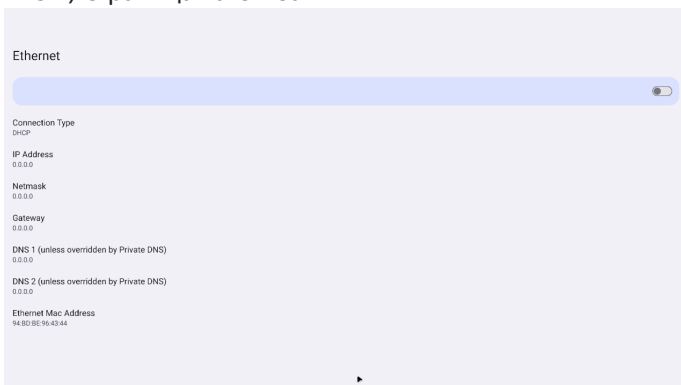 Ethernet
Connection Type
DHCP
IP Address
0.0.0.0
Netmask
0.0.0.0
Gateway
0.0.0.0
DNS 1 (unless overridden by Private DNS)
0.0.0.0
DNS 2 (unless overridden by Private DNS)
0.0.0.0
Ethernet Mac Address
94:BD:BE:96:43:44